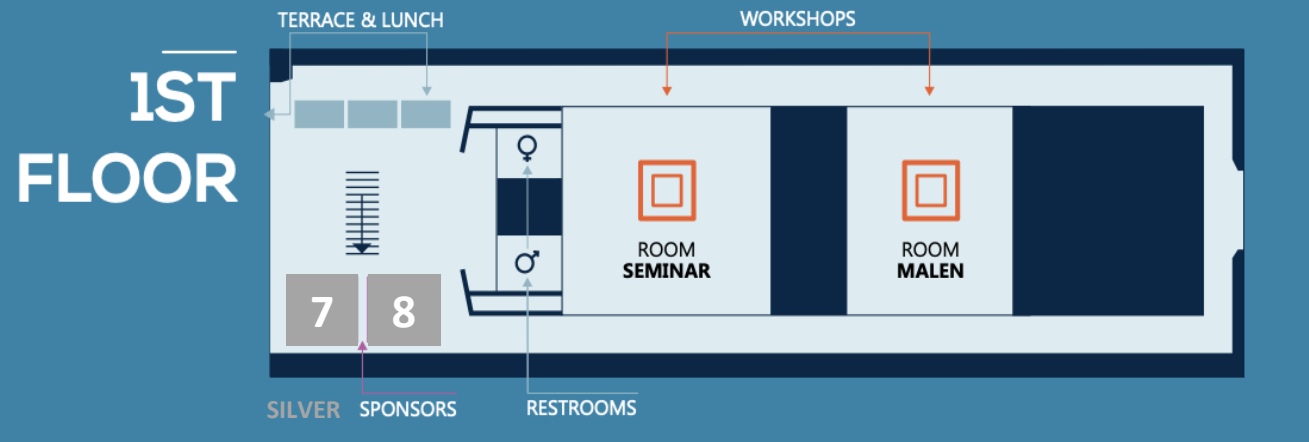 TERRACE & LUNCH
WORKSHOPS
1ST
FLOOR
ROOM
SEMINAR
ROOM
MALEN
7
8
SILVER SPONSORS
RESTROOMS